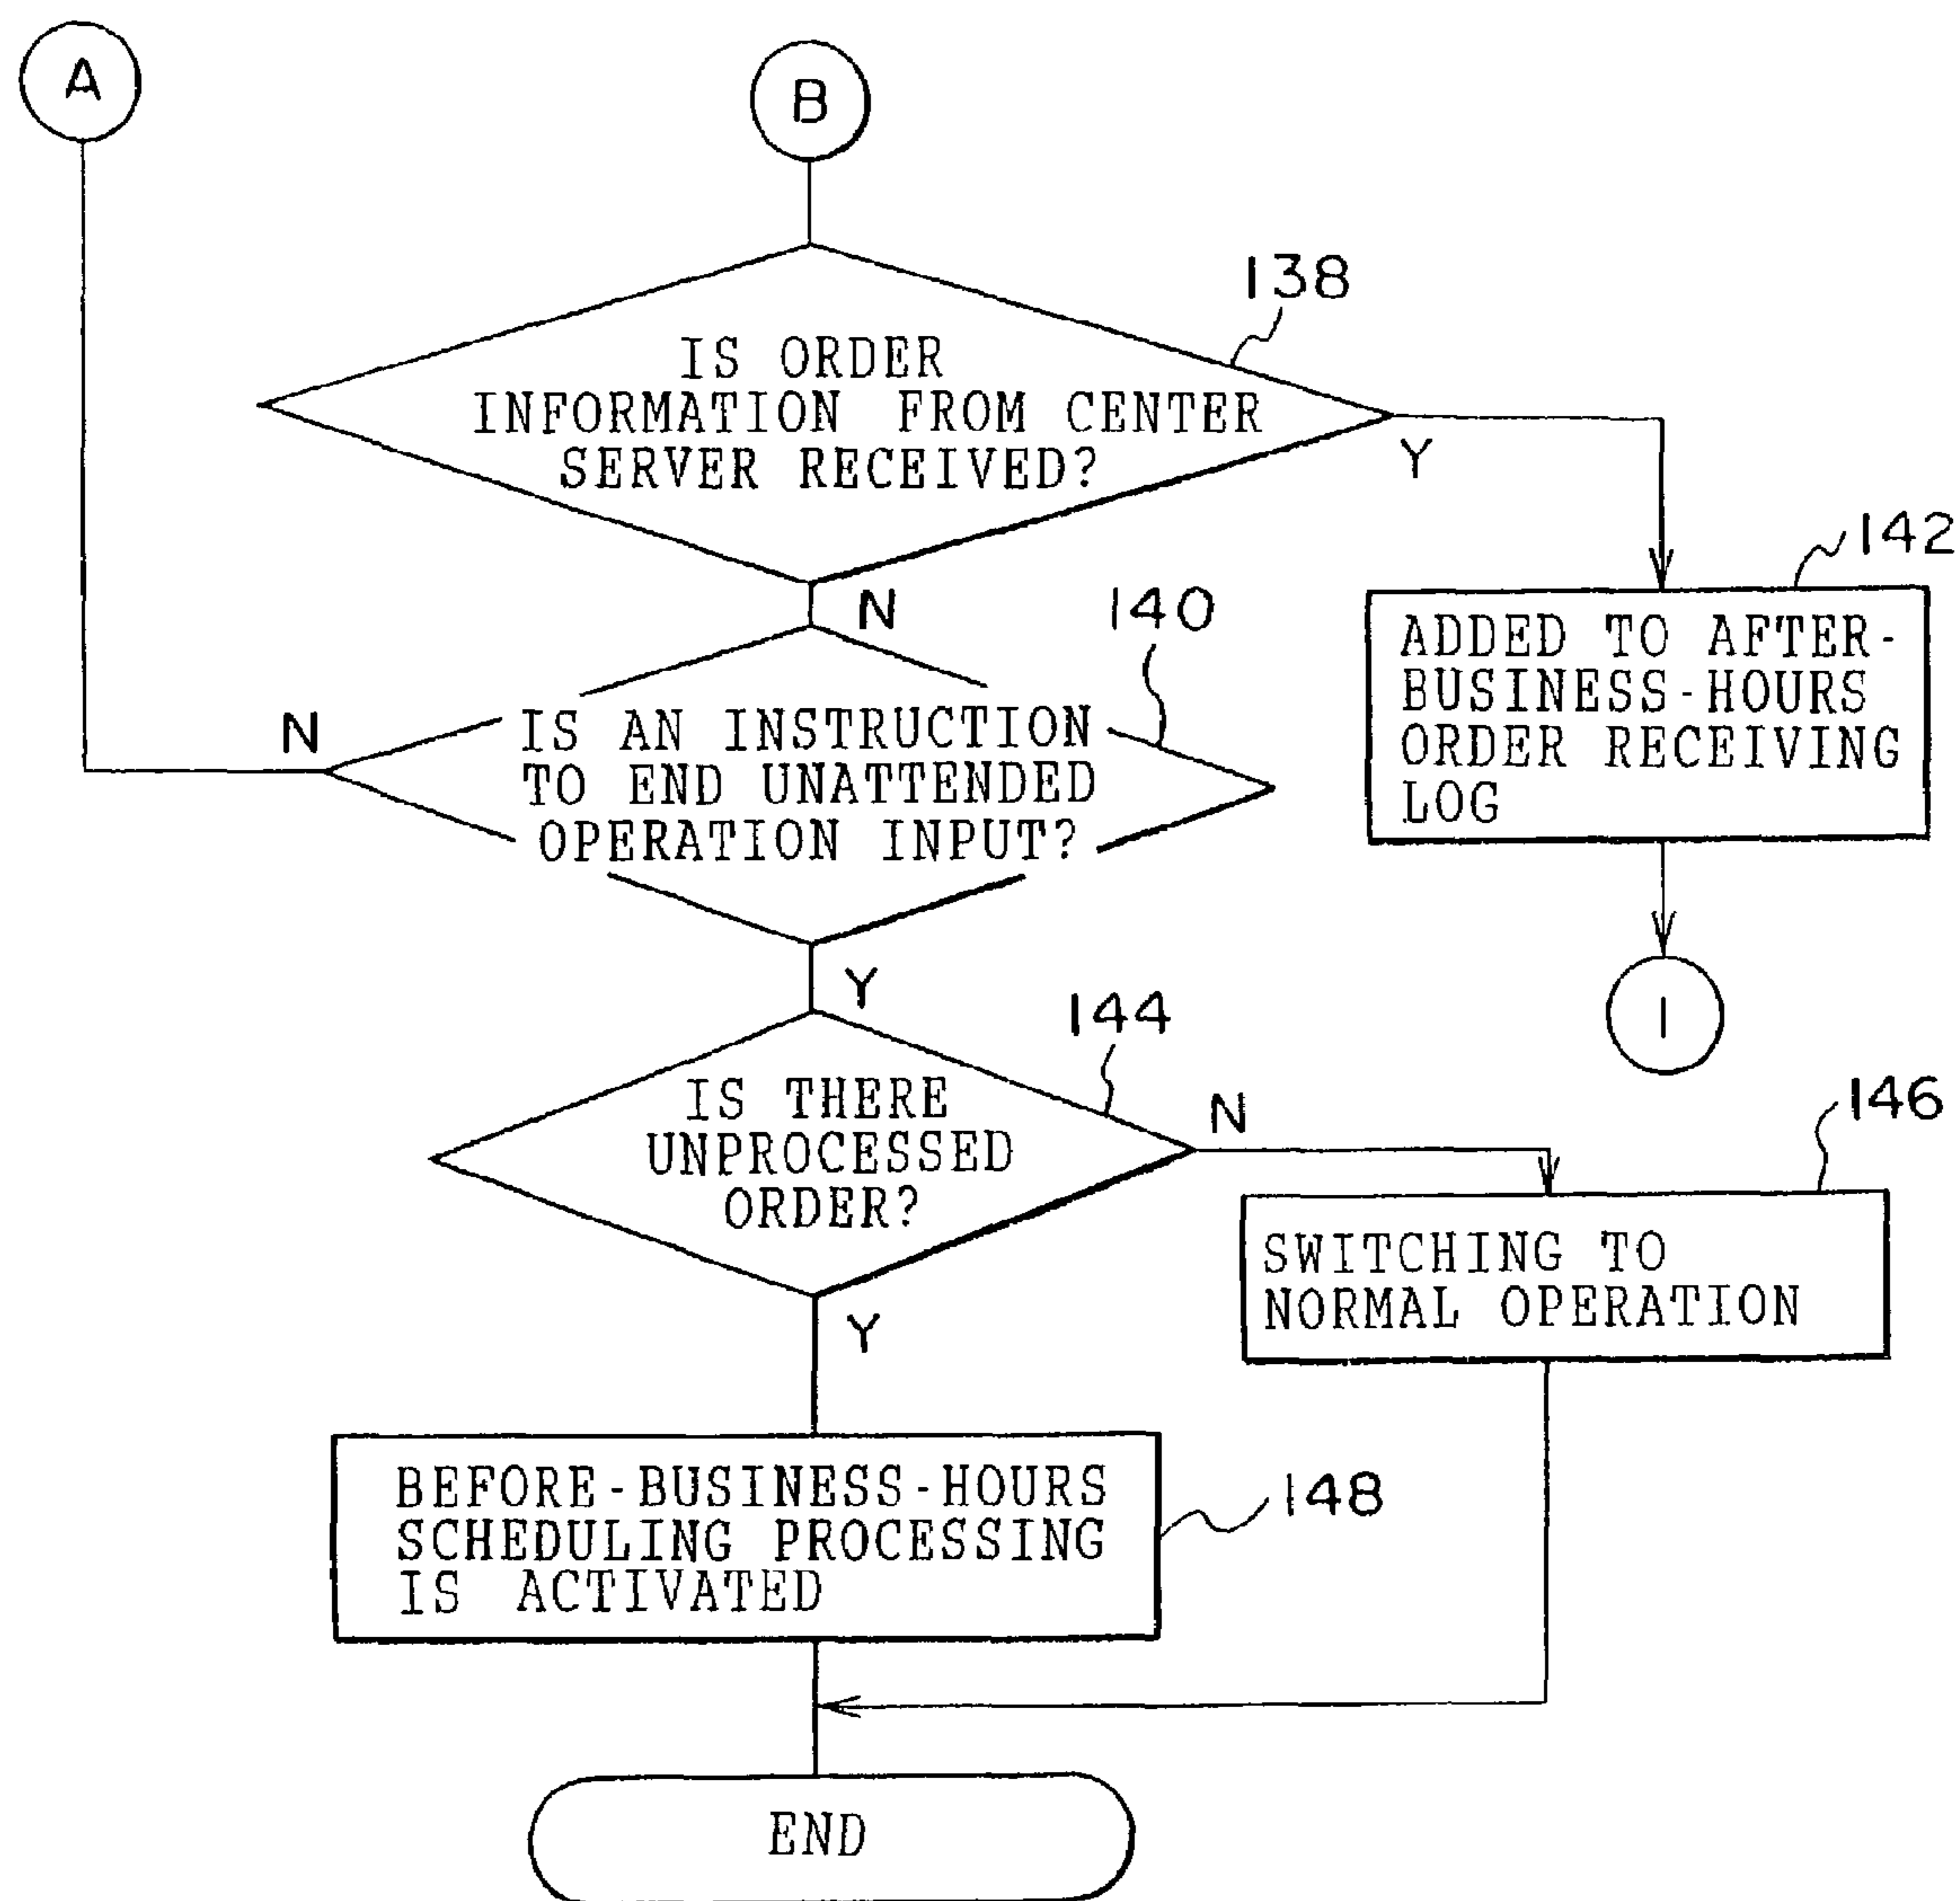 A
B
138
IS ORDER
INFORMATION FROM CENTER
SERVER RECEIVED?
Y
N
142
ADDED TO AFTER-
BUSINESS-HOURS
ORDER RECEIVING
LOG
140
N
IS AN INSTRUCTION
TO END UNATTENDED
OPERATION INPUT?
Y
I
144
IS THERE
UNPROCESSED
ORDER?
N
Y
146
SWITCHING TO
NORMAL OPERATION
BEFORE-BUSINESS-HOURS
SCHEDULING PROCESSING
IS ACTIVATED
148
END